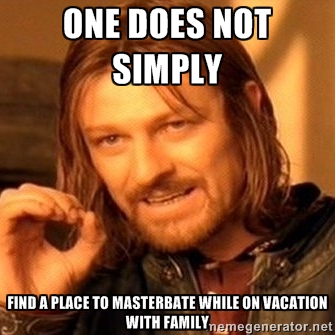 ONE DOES NOT
SIMPLY
FIND A PLACE TO MASTERBATE WHILE ON VACATION
WITH FAMILY
memegenerator.net